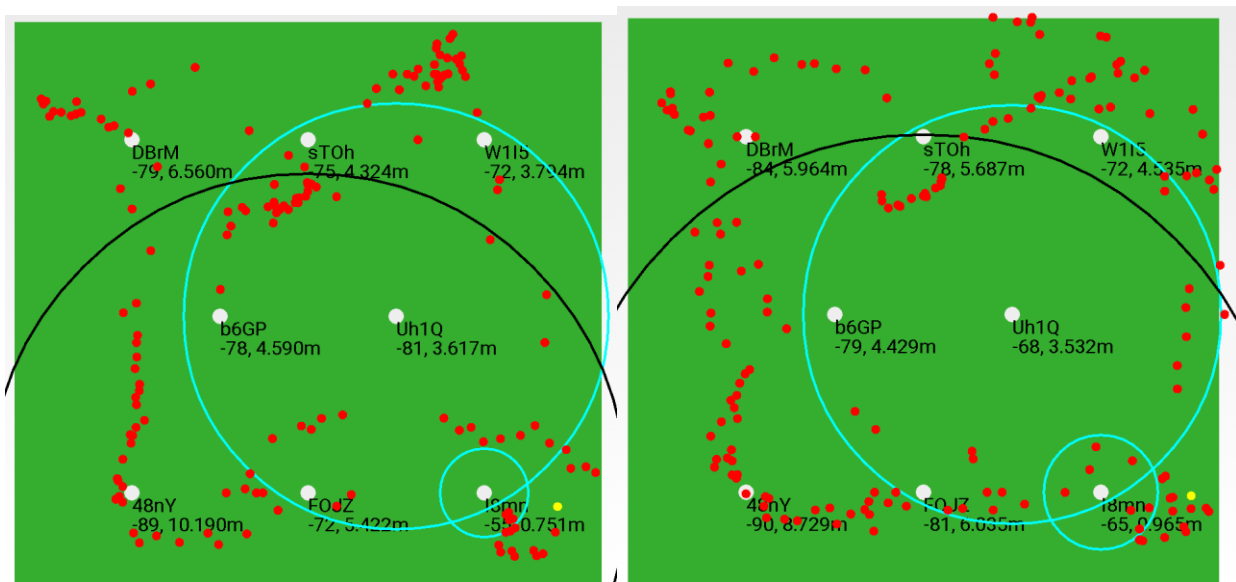 DBrM
-79, 6.560m
sTOh
-75, 4.324m
W1I5
-72, 3.794m
b6GP
-78, 4.590m
Uh1Q
-81, 3.617m
48nY
-89, 10.190m
FOJZ
-72, 5.422m
I8mn
0.751m
DBrM
-84, 5.964m
sTOh
-78, 5.687m
W1I5
-72, 4.535m
b6GP
-79, 4.429m
Uh1Q
-68, 3.532m
48nY
-90, 8.729m
FOJZ
-81, 6.035m
I8mn
-65, 0.965m